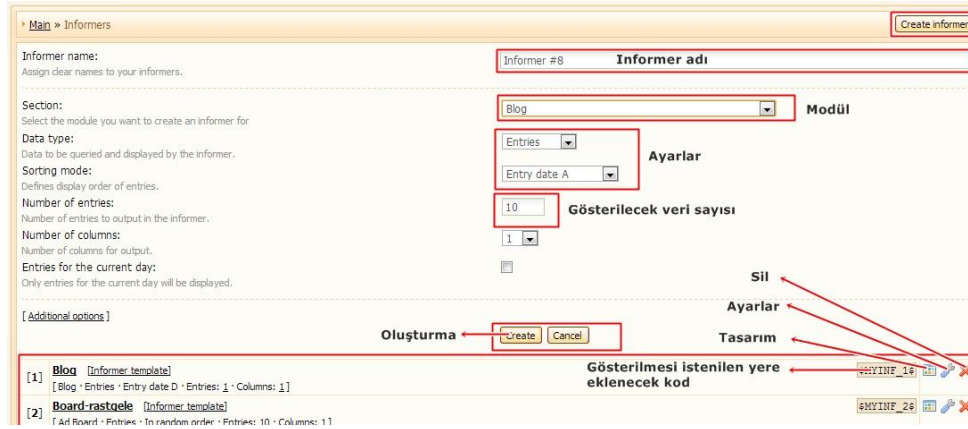 Main » Informers
Create informer
Informer name:
Informer #8
Informer adı
Assign clear names to your informers.
Section:
Blog
Modül
Select the module you want to create an informer for
Data type:
Entries
Data to be queried and displayed by the informer.
Ayarlar
Sorting mode:
Entry date A
Defines display order of entries.
Number of entries:
10
Gösterilecek veri sayısı
Number of entries to output in the informer.
Number of columns:
1
Number of columns for output.
Entries for the current day:
Only entries for the current day will be displayed.
Sil
Ayarlar
[ Additional options ]
Oluşturma
Create
Cancel
Tasarım
[1] Blog [Informer template]
[ Blog · Entries · Entry date D · Entries: 1 · Columns: 1 ]
Gösterilmesi istenilen yere
eklenecek kod
$MYINF_1$
[2] Board-rastgele [Informer template]
[ Ad Board · Entries · In random order · Entries: 10 · Columns: 1 ]
$MYINF_2$